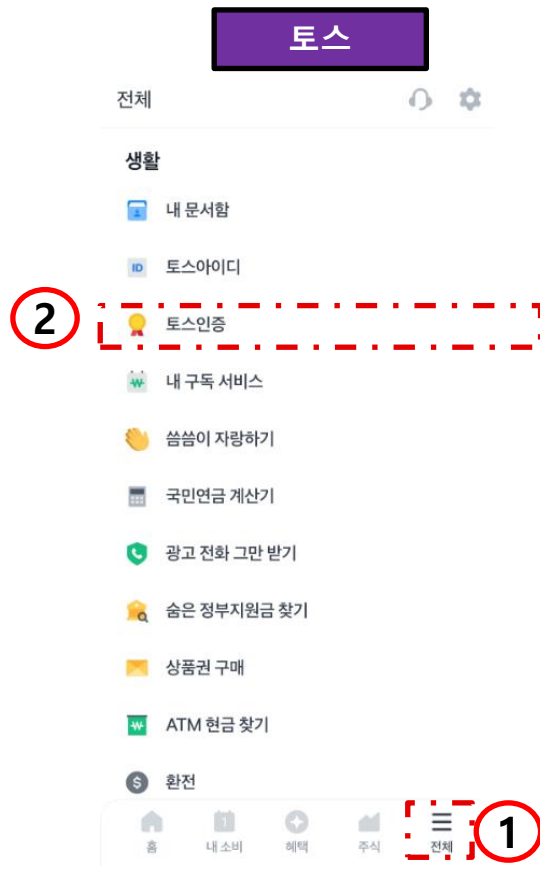 토스
전체
생활
내 문서함
ID 토스아이디
② 토스인증
내 구독 서비스
씀씀이 자랑하기
국민연금 계산기
광고 전화 그만 받기
숨은 정부지원금 찾기
상품권 구매
₩ ATM 현금 찾기
$ 환전
1
홈 내 소비 혜택 주식 전체 ①